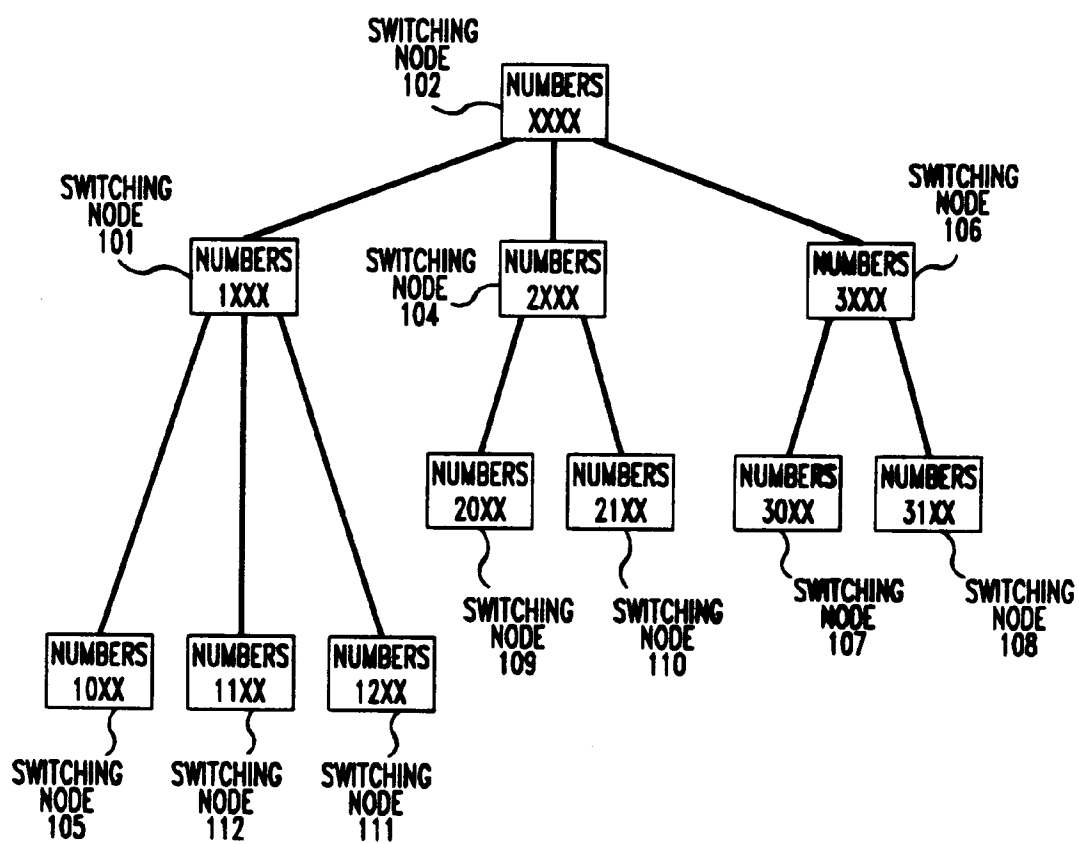 SWITCHING
NODE
102
NUMBERS
XXXX
SWITCHING
NODE
101
NUMBERS
1XXX
SWITCHING
NODE
104
NUMBERS
2XXX
SWITCHING
NODE
106
NUMBERS
3XXX
NUMBERS
20XX
SWITCHING
NODE
109
NUMBERS
21XX
SWITCHING
NODE
110
NUMBERS
30XX
SWITCHING
NODE
107
NUMBERS
31XX
SWITCHING
NODE
108
NUMBERS
10XX
SWITCHING
NODE
105
NUMBERS
11XX
SWITCHING
NODE
112
NUMBERS
12XX
SWITCHING
NODE
111